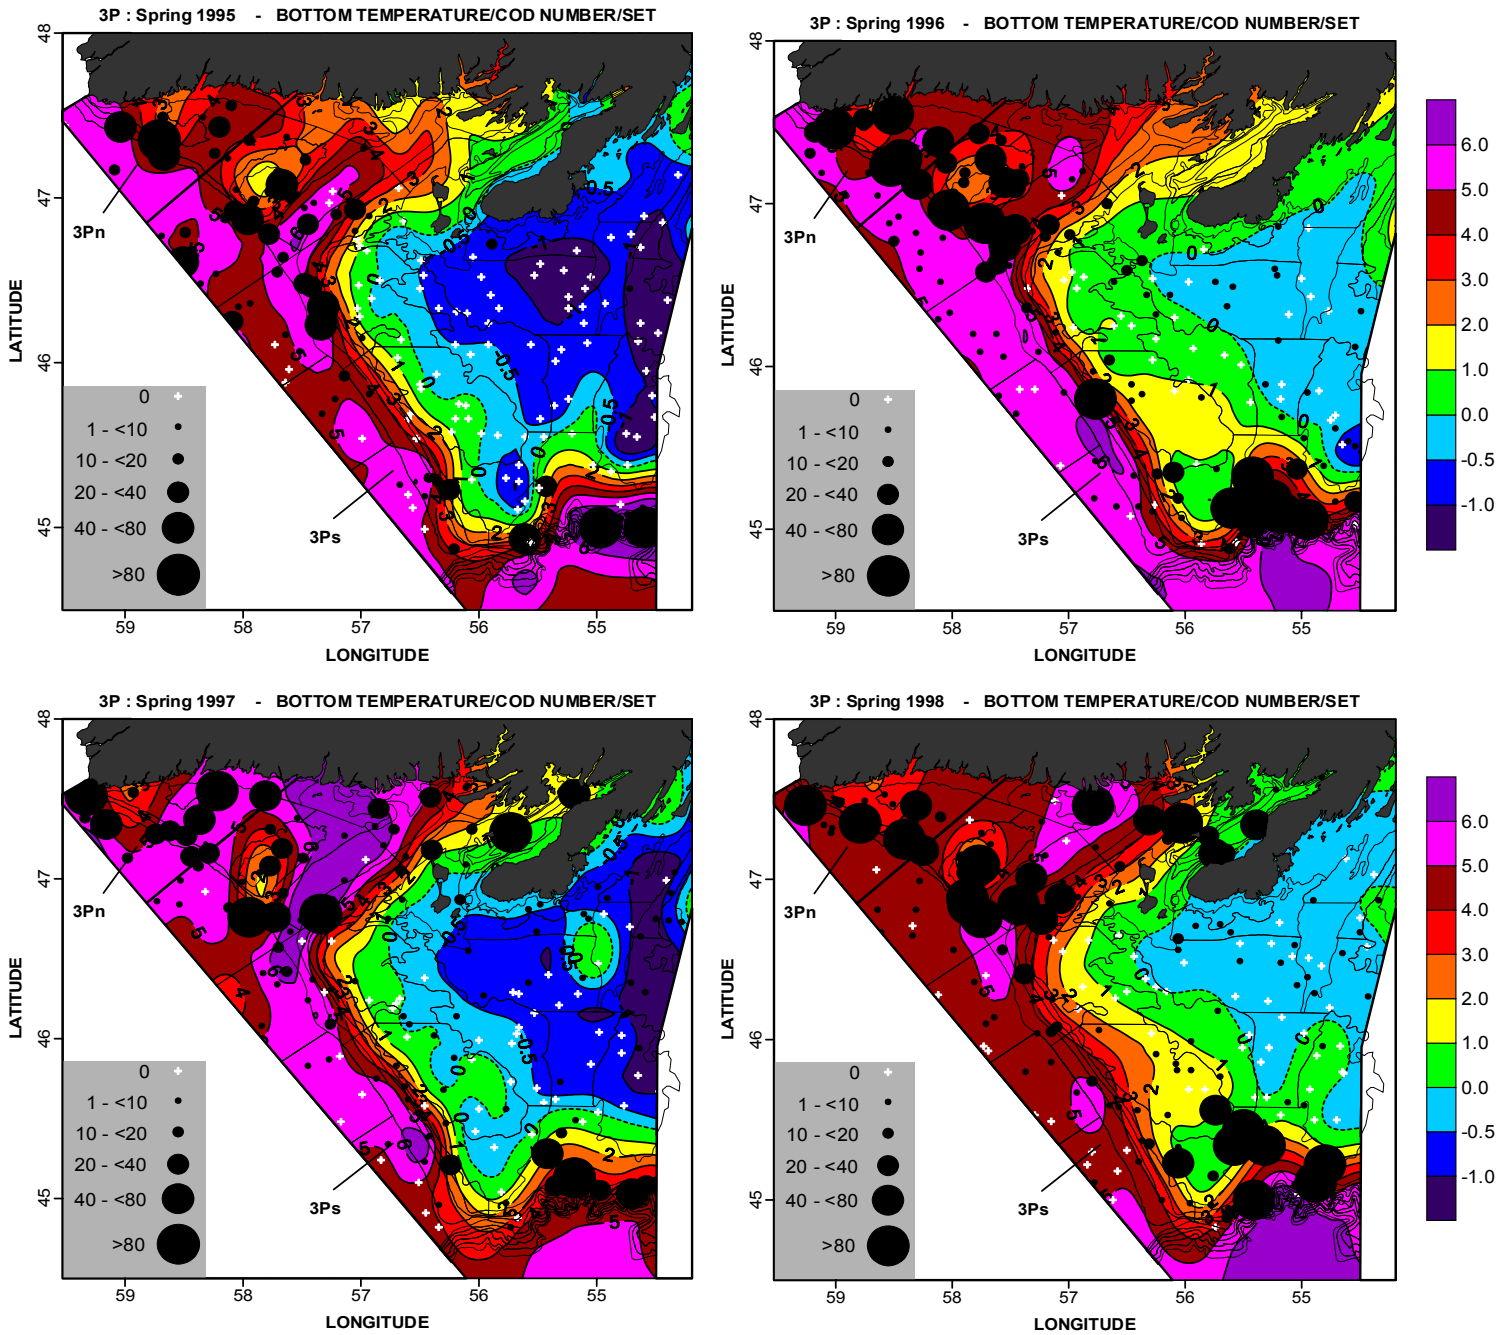 3P : Spring 1995 - BOTTOM TEMPERATURE/COD NUMBER/SET
48
47
46
45
LATITUDE
3Pn
3Ps
0
1 - <10
10 - <20
20 - <40
40 - <80
>80
59 58 57 56 55
LONGITUDE
3P : Spring 1996 - BOTTOM TEMPERATURE/COD NUMBER/SET
48
47
46
45
LATITUDE
3Pn
3Ps
0
1 - <10
10 - <20
20 - <40
40 - <80
>80
59 58 57 56 55
LONGITUDE
6.0
5.0
4.0
3.0
2.0
1.0
0.0
-0.5
-1.0
3P : Spring 1997 - BOTTOM TEMPERATURE/COD NUMBER/SET
48
47
46
45
LATITUDE
3Pn
3Ps
0
1 - <10
10 - <20
20 - <40
40 - <80
>80
59 58 57 56 55
LONGITUDE
3P : Spring 1998 - BOTTOM TEMPERATURE/COD NUMBER/SET
48
47
46
45
LATITUDE
3Pn
3Ps
0
1 - <10
10 - <20
20 - <40
40 - <80
>80
59 58 57 56 55
LONGITUDE
6.0
5.0
4.0
3.0
2.0
1.0
0.0
-0.5
-1.0